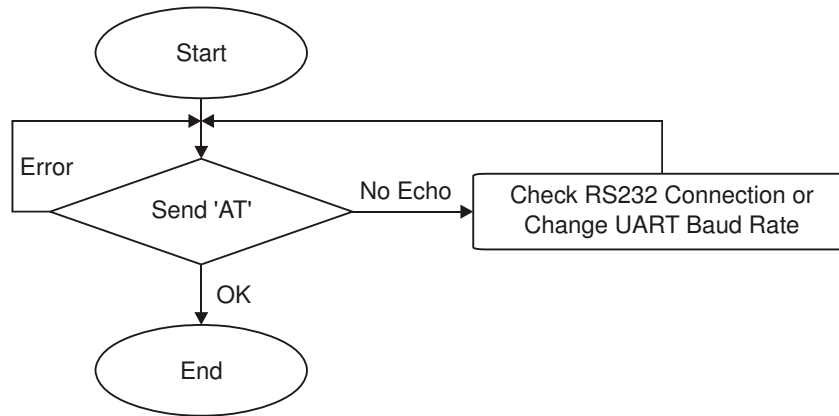 Start
Error
Send 'AT'
No Echo
Check RS232 Connection or
Change UART Baud Rate
OK
End